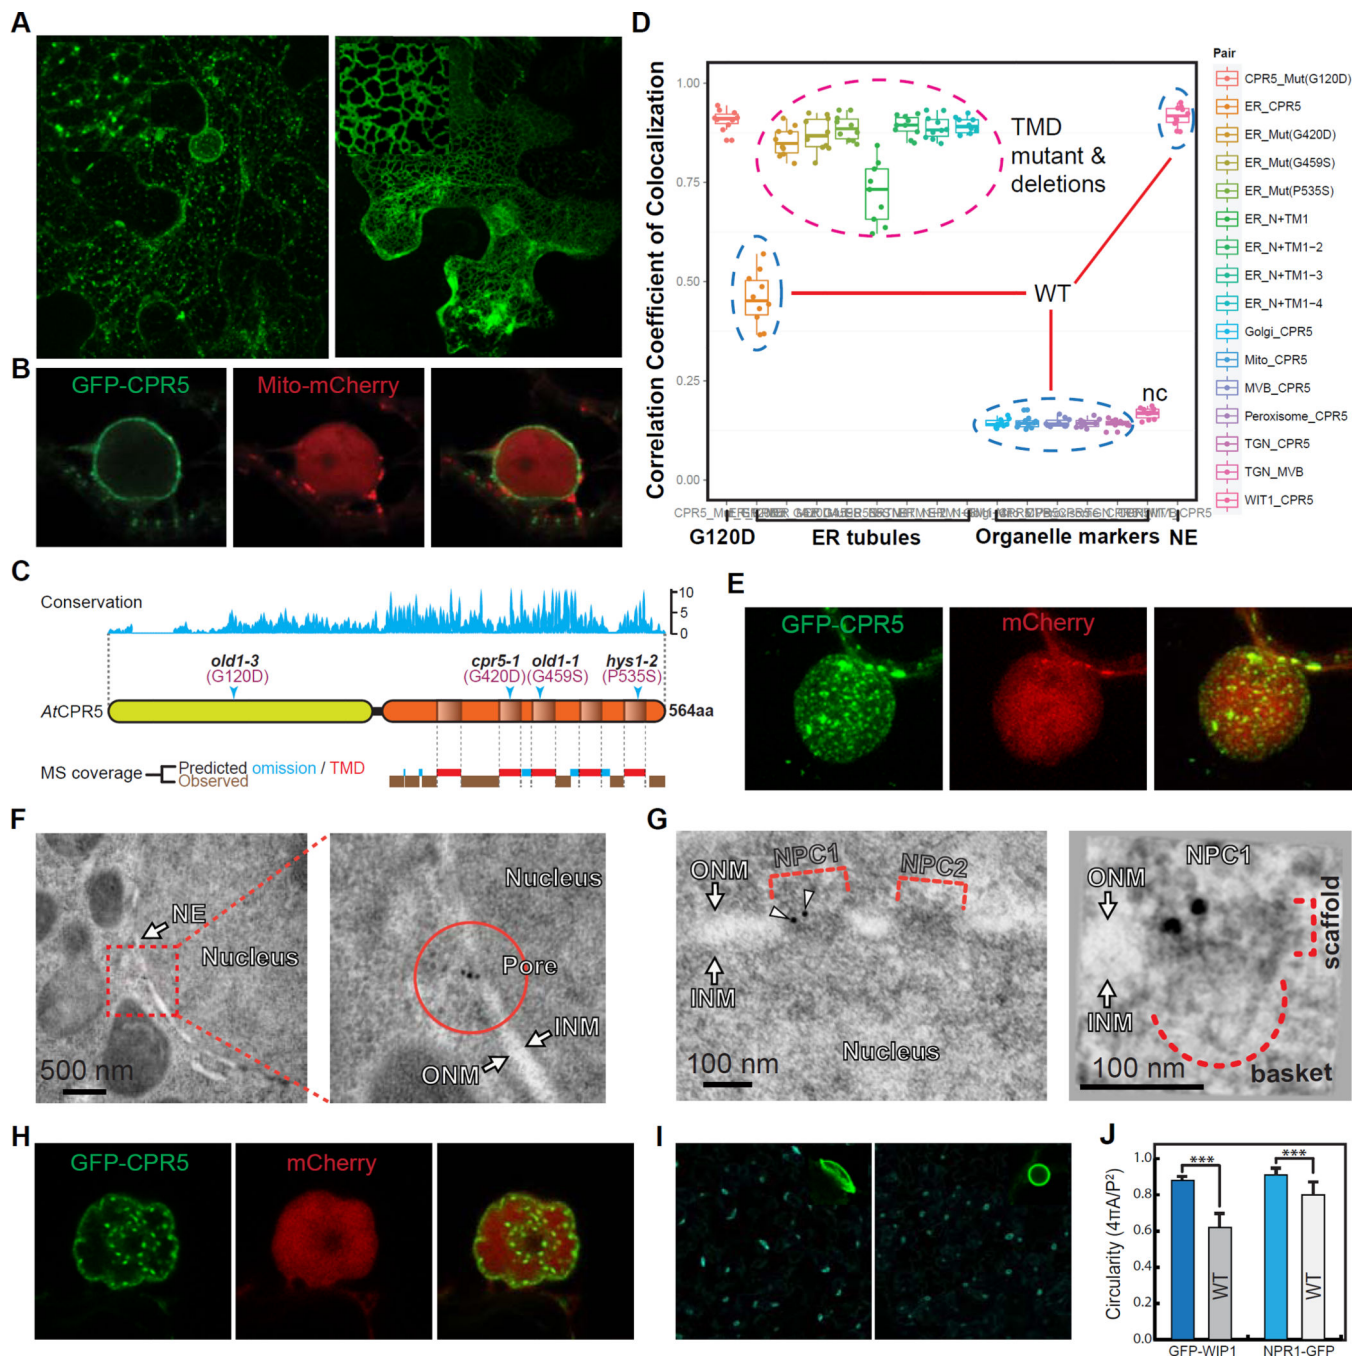 A
B
GFP-CPR5
Mito-mCherry
C
Conservation
10
5
0
old1-3
(G120D)
cpr5-1
(G420D)
old1-1
(G459S)
hys1-2
(P535S)
AtCPR5
564aa
MS coverage
Predicted omission / TMD
Observed
D
Correlation Coefficient of Colocalization
1.00
0.75
0.50
0.25
0.00
TMD
mutant &
deletions
WT
nc
G120D
ER tubules
Organelle markers
NE
Pair
CPR5_Mut(G120D)
ER_CPR5
ER_Mut(G420D)
ER_Mut(G459S)
ER_Mut(P535S)
ER_N+TM1
ER_N+TM1-2
ER_N+TM1-3
ER_N+TM1-4
Golgi_CPR5
Mito_CPR5
MVB_CPR5
Peroxisome_CPR5
TGN_CPR5
TGN_MVB
WIT1_CPR5
E
GFP-CPR5
mCherry
F
NE
Nucleus
500 nm
Nucleus
Pore
INM
ONM
G
NPC1
NPC2
ONM
INM
Nucleus
100 nm
NPC1
ONM
INM
scaffold
basket
100 nm
H
GFP-CPR5
mCherry
I
J
Circularity (4πA/P²)
1.0
0.8
0.6
0.4
0.2
0.0
***
***
WT
WT
GFP-WIP1
NPR1-GFP